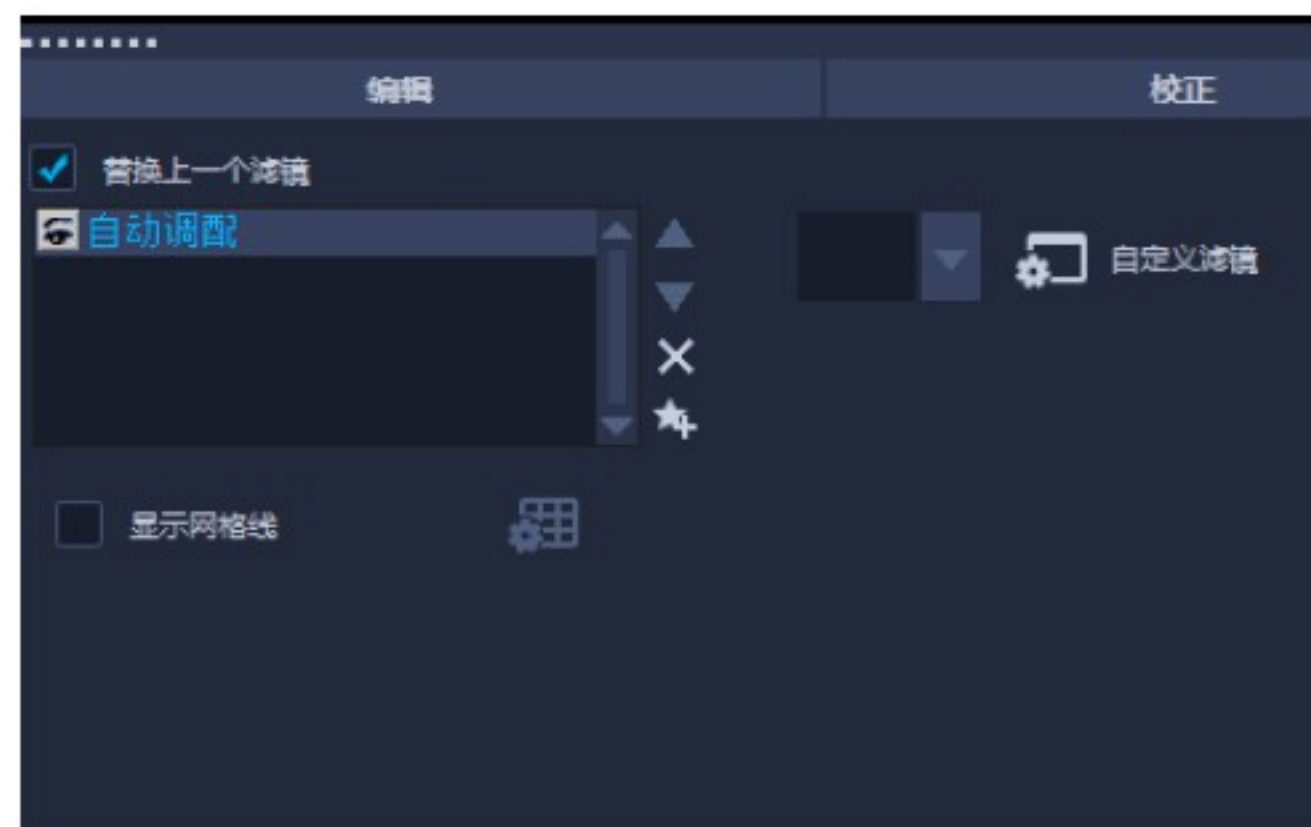 编辑 校正
替换上一个滤镜
自动调配
自定义滤镜
显示网格线